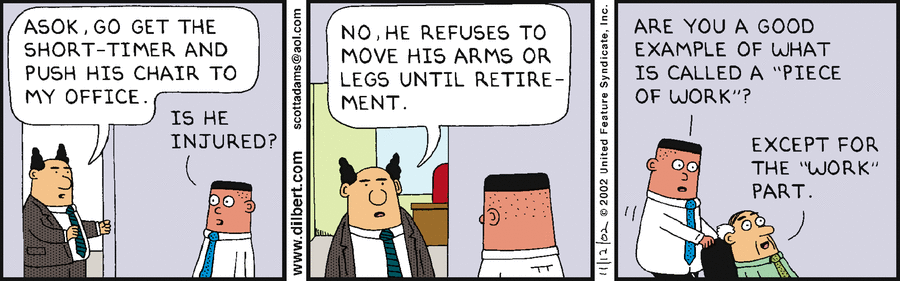 ASOK, GO GET THE
SHORT-TIMER AND
PUSH HIS CHAIR TO
MY OFFICE.
IS HE
INJURED?
www.dilbert.com scottadams@aol.com
NO, HE REFUSES TO
MOVE HIS ARMS OR
LEGS UNTIL RETIRE-
MENT.
11/12/02 © 2002 United Feature Syndicate, Inc.
ARE YOU A GOOD
EXAMPLE OF WHAT
IS CALLED A "PIECE
OF WORK"?
EXCEPT FOR
THE "WORK"
PART.